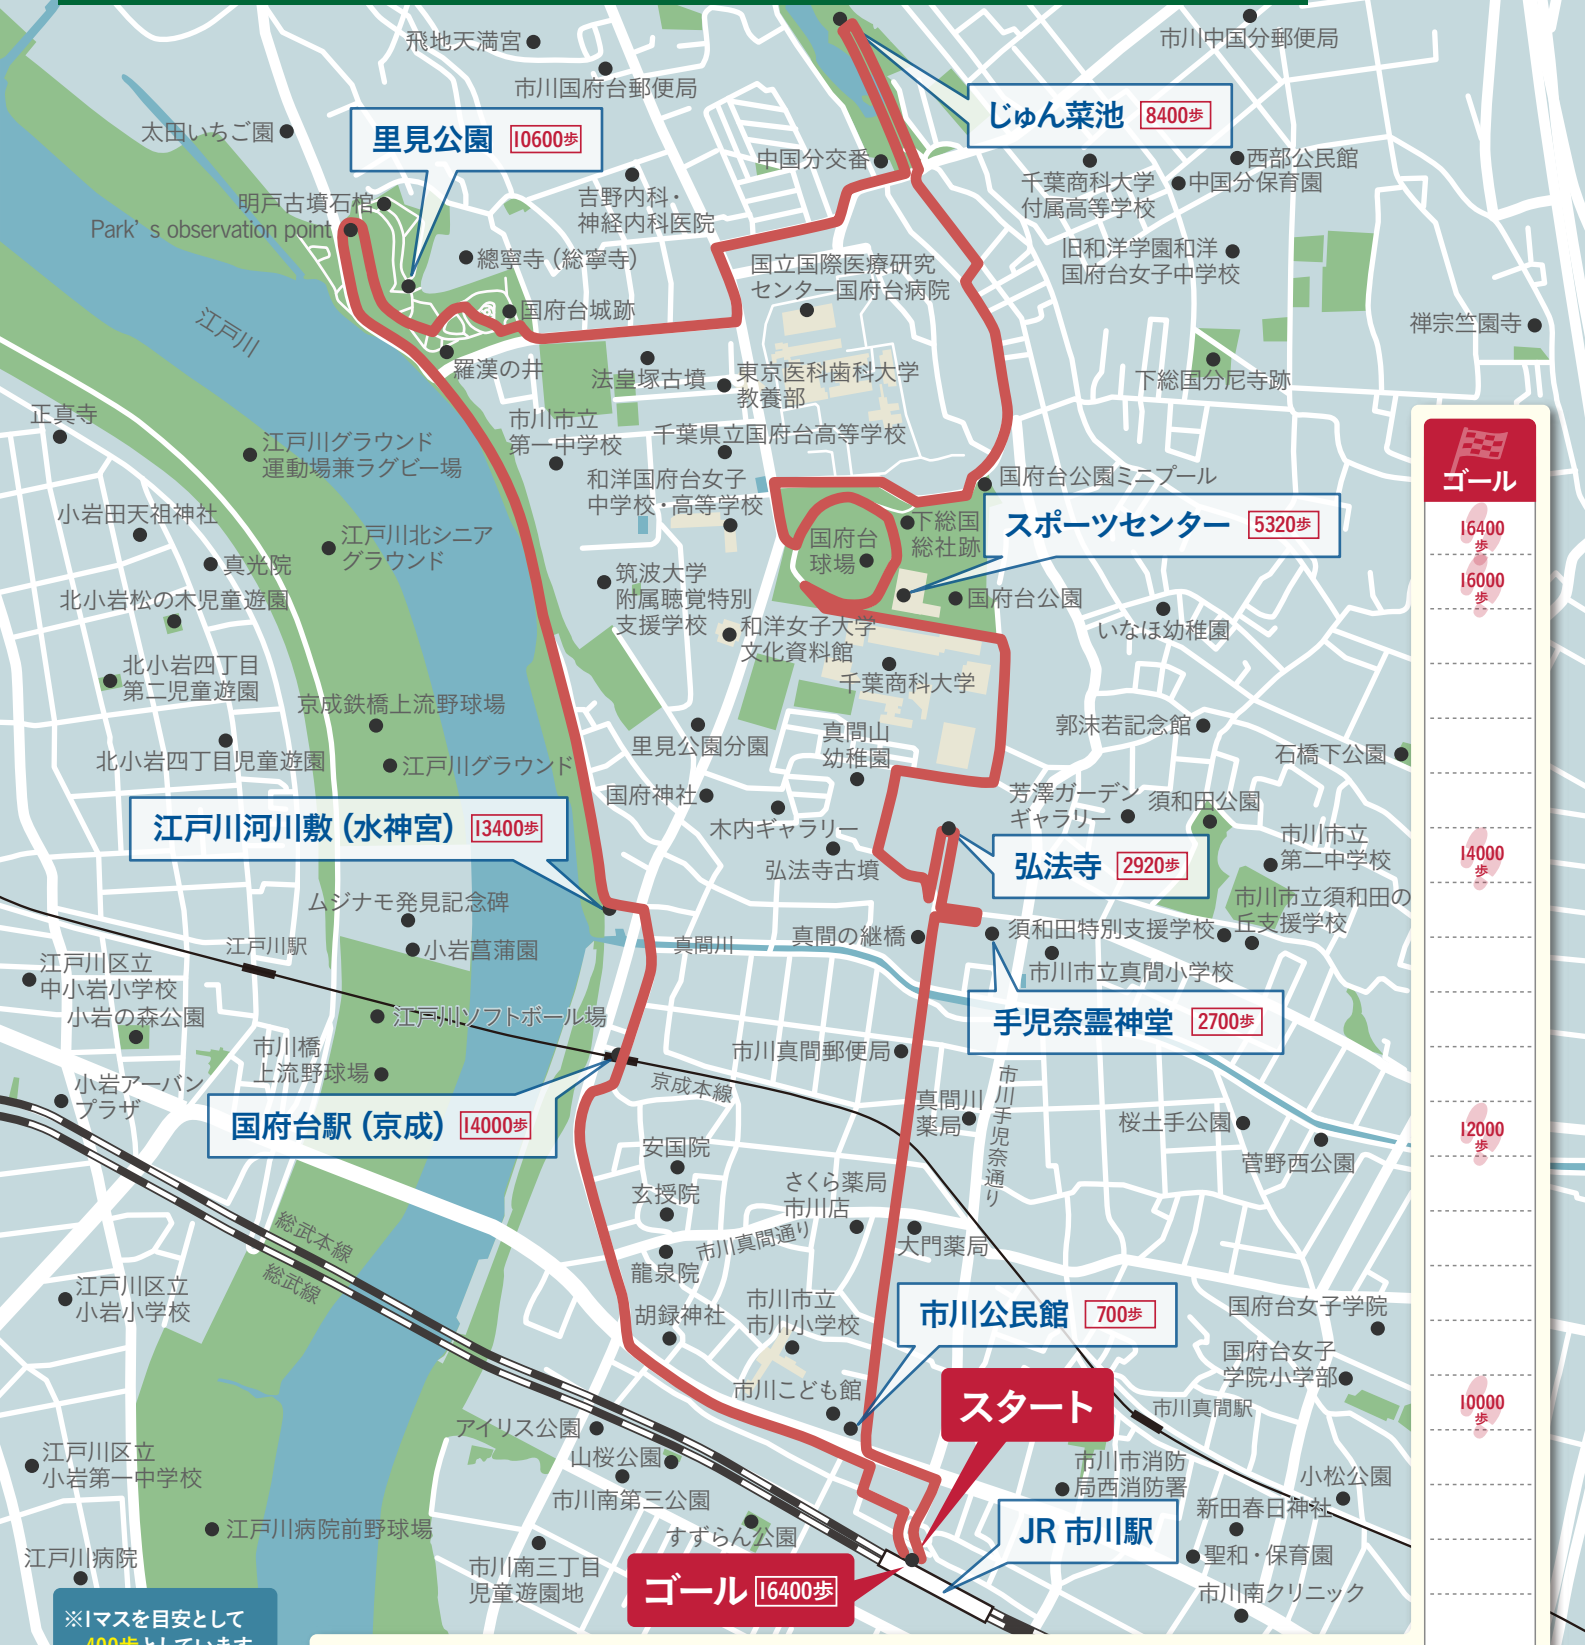 飛地天満宮
市川国府台郵便局
市川中国分郵便局
太田いちご園
里見公園 10600歩
じゅん菜池 8400歩
中国分交番
西部公民館
千葉商科大学
付属高等学校
中国分保育園
吉野内科・
神経内科医院
明戸古墳石棺
Park’s observation point
總寧寺（総寧寺）
旧和洋学園和洋
国府台女子中学校
国立国際医療研究
センター国府台病院
国府台城跡
江戸川
禅宗竺園寺
羅漢の井
法皇塚古墳
東京医科歯科大学
教養部
下総国分尼寺跡
正真寺
江戸川グラウンド
運動場兼ラグビー場
市川市立
第一中学校
千葉県立国府台高等学校
和洋国府台女子
中学校・高等学校
国府台公園ミニプール
ゴール
16400
歩
小岩田天祖神社
江戸川北シニア
グラウンド
国府台
球場
下総国
総社跡
スポーツセンター 5320歩
真光院
北小岩松の木児童遊園
筑波大学
附属聴覚特別
支援学校
国府台公園
16000
歩
和洋女子大学
文化資料館
いなほ幼稚園
北小岩四丁目
第二児童遊園
千葉商科大学
京成鉄橋上流野球場
郭沫若記念館
里見公園分園
真間山
幼稚園
石橋下公園
北小岩四丁目児童遊園
江戸川グラウンド
国府神社
芳澤ガーデン
ギャラリー
須和田公園
江戸川河川敷（水神宮） 13400歩
木内ギャラリー
弘法寺古墳
弘法寺 2920歩
市川市立
第二中学校
14000
歩
ムジナモ発見記念碑
江戸川駅
小岩菖蒲園
真間川
真間の継橋
須和田特別支援学校
市川市立須和田の
丘支援学校
江戸川区立
中小岩小学校
市川市立真間小学校
小岩の森公園
江戸川ソフトボール場
手児奈霊神堂 2700歩
市川橋
上流野球場
市川真間郵便局
小岩アーバン
プラザ
京成本線
市川手児奈通り
真間川
薬局
国府台駅（京成） 14000歩
桜土手公園
12000
歩
菅野西公園
安国院
玄授院
さくら薬局
市川店
総武本線
総武線
市川真間通り
大門薬局
龍泉院
江戸川区立
小岩小学校
胡録神社
市川市立
市川小学校
市川公民館 700歩
国府台女子学院
国府台女子
学院小学部
市川こども館
スタート
市川真間駅
10000
歩
アイリス公園
江戸川区立
小岩第一中学校
山桜公園
市川南第三公園
市川市消防
局西消防署
小松公園
新田春日神社
江戸川病院前野球場
すずらん公園
JR 市川駅
江戸川病院
市川南三丁目
児童遊園地
聖和・保育園
ゴール 16400歩
市川南クリニック
※1マスを目安として
400歩としています